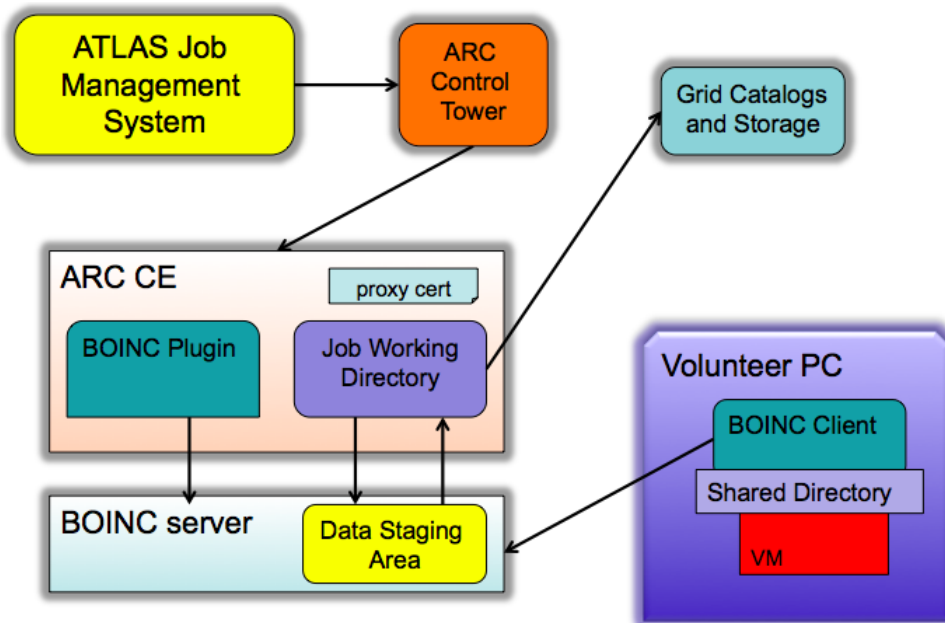 ATLAS Job
Management
System
ARC
Control
Tower
Grid Catalogs
and Storage
ARC CE
proxy cert
BOINC Plugin
Job Working
Directory
Volunteer PC
BOINC Client
Shared Directory
VM
BOINC server
Data Staging
Area